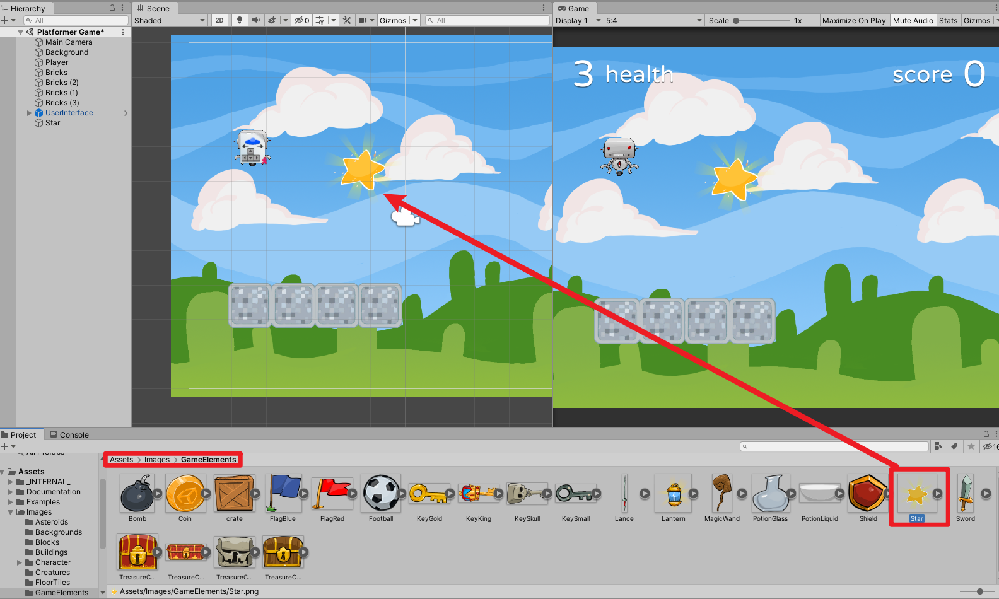 Hierarchy
All
Platformer Game*
Main Camera
Background
Player
Bricks
Bricks (2)
Bricks (1)
Bricks (3)
UserInterface
Star
Scene
Shaded
2D
0
Gizmos
All
Game
Display 1
5:4
Scale
1x
Maximize On Play
Mute Audio
Stats
Gizmos
3 health
score 0
Project
Console
16
All Prefabs
Assets
_INTERNAL_
Documentation
Examples
Images
Asteroids
Backgrounds
Blocks
Buildings
Character
Creatures
FloorTiles
GameElements
Assets > Images > GameElements
Bomb
Coin
crate
FlagBlue
FlagRed
Football
KeyGold
KeyKing
KeySkull
KeySmall
Lance
Lantern
MagicWand
PotionGlass
PotionLiquid
Shield
Star
Sword
TreasureC...
TreasureC...
TreasureC...
TreasureC...
Assets/Images/GameElements/Star.png